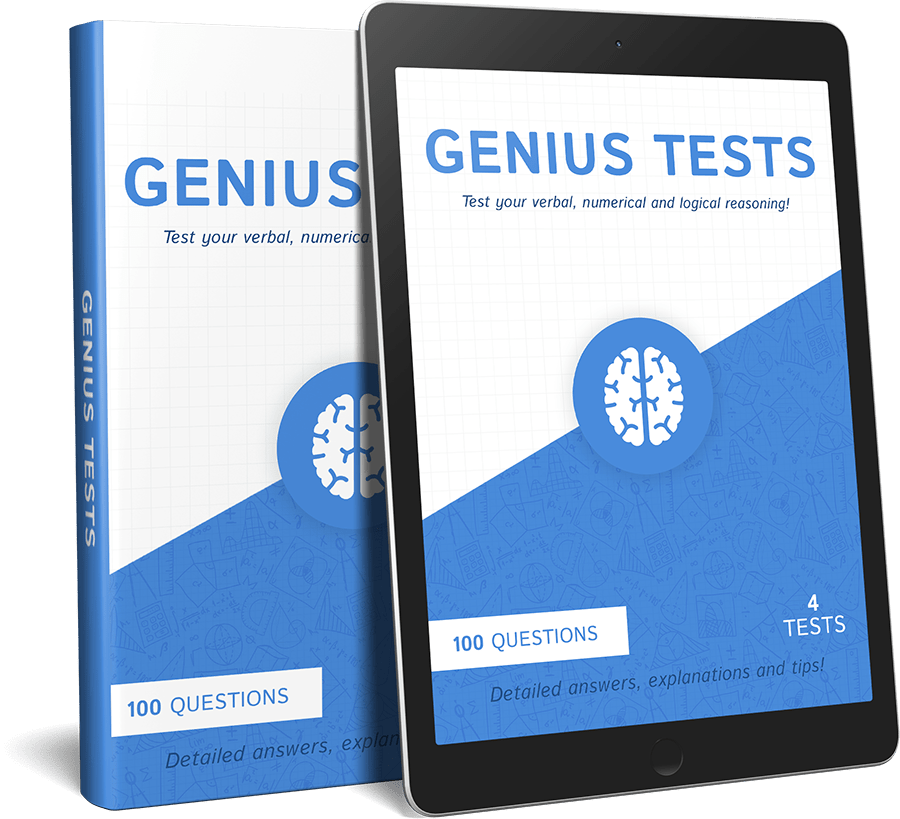 GENIUS TESTS
GENIUS
Test your verbal, numerica
100 QUESTIONS
Detailed answers, explan
GENIUS TESTS
Test your verbal, numerical and logical reasoning!
4
TESTS
100 QUESTIONS
Detailed answers, explanations and tips!